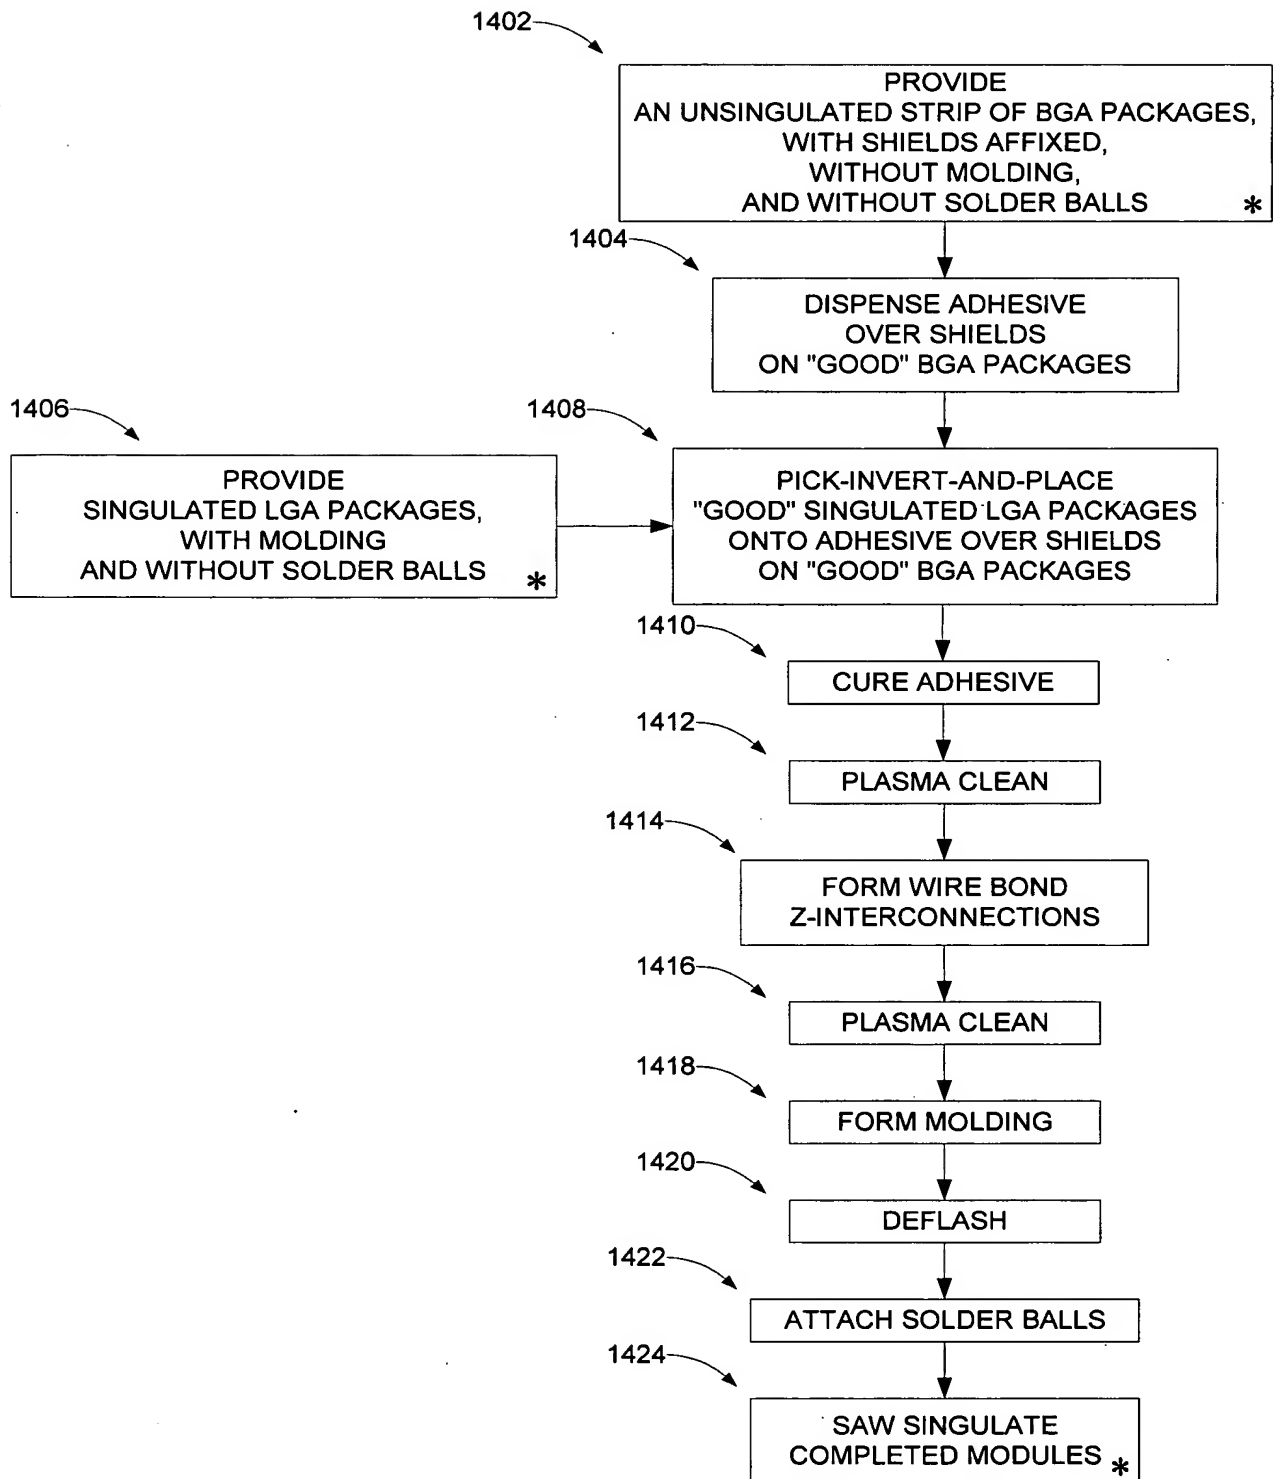 1402
PROVIDE
AN UNSINGULATED STRIP OF BGA PACKAGES,
WITH SHIELDS AFFIXED,
WITHOUT MOLDING,
AND WITHOUT SOLDER BALLS *
1404
DISPENSE ADHESIVE
OVER SHIELDS
ON "GOOD" BGA PACKAGES
1406
PROVIDE
SINGULATED LGA PACKAGES,
WITH MOLDING
AND WITHOUT SOLDER BALLS *
1408
PICK-INVERT-AND-PLACE
"GOOD" SINGULATED LGA PACKAGES
ONTO ADHESIVE OVER SHIELDS
ON "GOOD" BGA PACKAGES
1410
CURE ADHESIVE
1412
PLASMA CLEAN
1414
FORM WIRE BOND
Z-INTERCONNECTIONS
1416
PLASMA CLEAN
1418
FORM MOLDING
1420
DEFLASH
1422
ATTACH SOLDER BALLS
1424
SAW SINGULATE
COMPLETED MODULES *